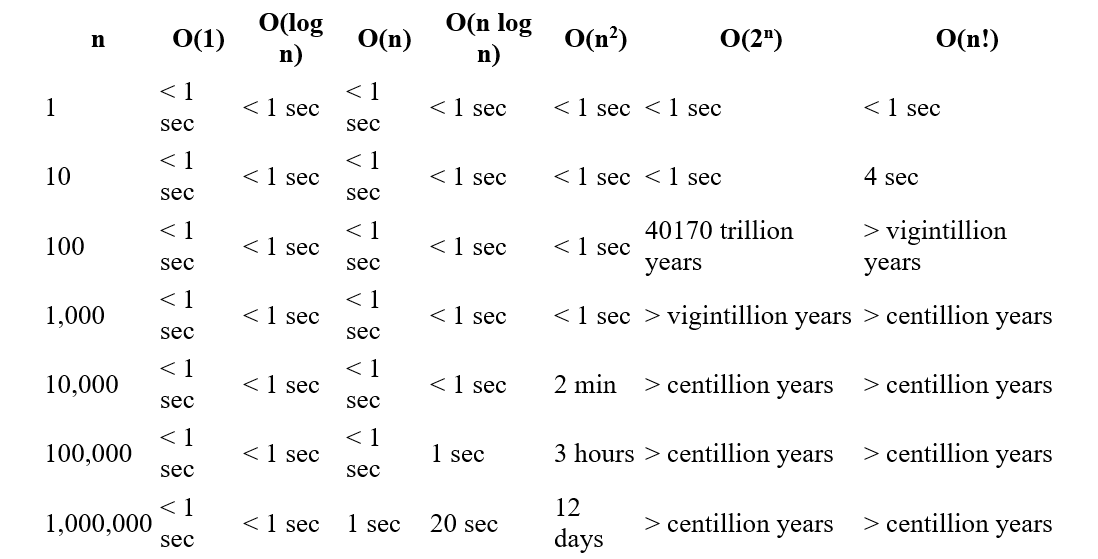 n O(1) O(log n) O(n) O(n log n) O(n²) O(2ⁿ) O(n!)
1 < 1 sec < 1 sec < 1 sec < 1 sec < 1 sec < 1 sec < 1 sec
10 < 1 sec < 1 sec < 1 sec < 1 sec < 1 sec < 1 sec 4 sec
100 < 1 sec < 1 sec < 1 sec < 1 sec < 1 sec 40170 trillion years > vigintillion years
1,000 < 1 sec < 1 sec < 1 sec < 1 sec < 1 sec > vigintillion years > centillion years
10,000 < 1 sec < 1 sec < 1 sec < 1 sec 2 min > centillion years > centillion years
100,000 < 1 sec < 1 sec < 1 sec 1 sec 3 hours > centillion years > centillion years
1,000,000 < 1 sec < 1 sec 1 sec 20 sec 12 days > centillion years > centillion years